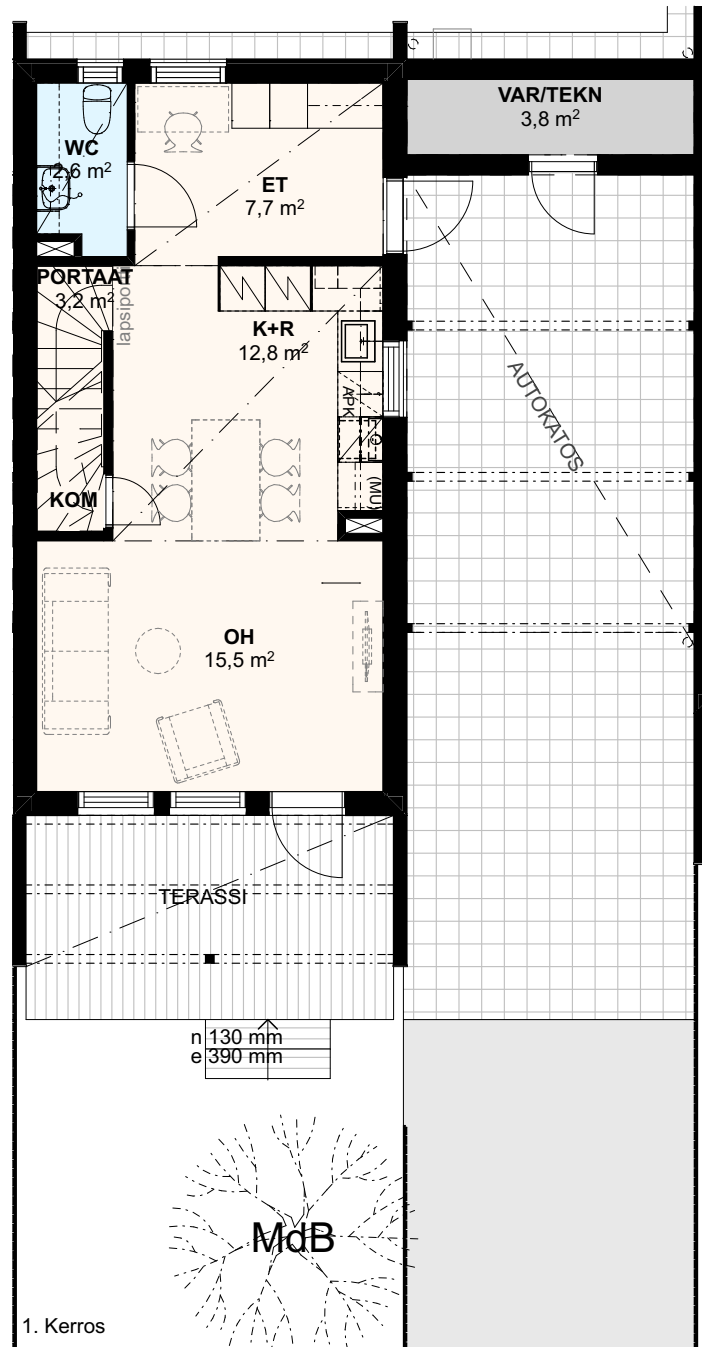 VAR/TEKN
3,8 m²
WC
2,6 m²
ET
7,7 m²
PORTAAT
3,2 m²
K+R
12,8 m²
APK
(MU)
KOM
AUTOKATOS
OH
15,5 m²
TERASSI
n 130 mm
e 390 mm
MdB
1. Kerros